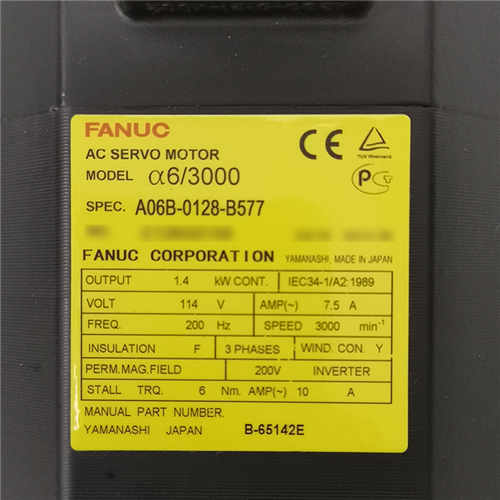 FANUC
AC SERVO MOTOR
MODEL α6/3000
SPEC. A06B-0128-B577
FANUC CORPORATION YAMANASHI, MADE IN JAPAN
OUTPUT 1.4 kW CONT. IEC34-1/A2:1989
VOLT 114 V AMP(~) 7.5 A
FREQ. 200 Hz SPEED 3000 min⁻¹
INSULATION F 3 PHASES WIND. CON. Y
PERM.MAG.FIELD 200V INVERTER
STALL TRQ. 6 Nm. AMP(~) 10 A
MANUAL PART NUMBER.
YAMANASHI JAPAN B-65142E